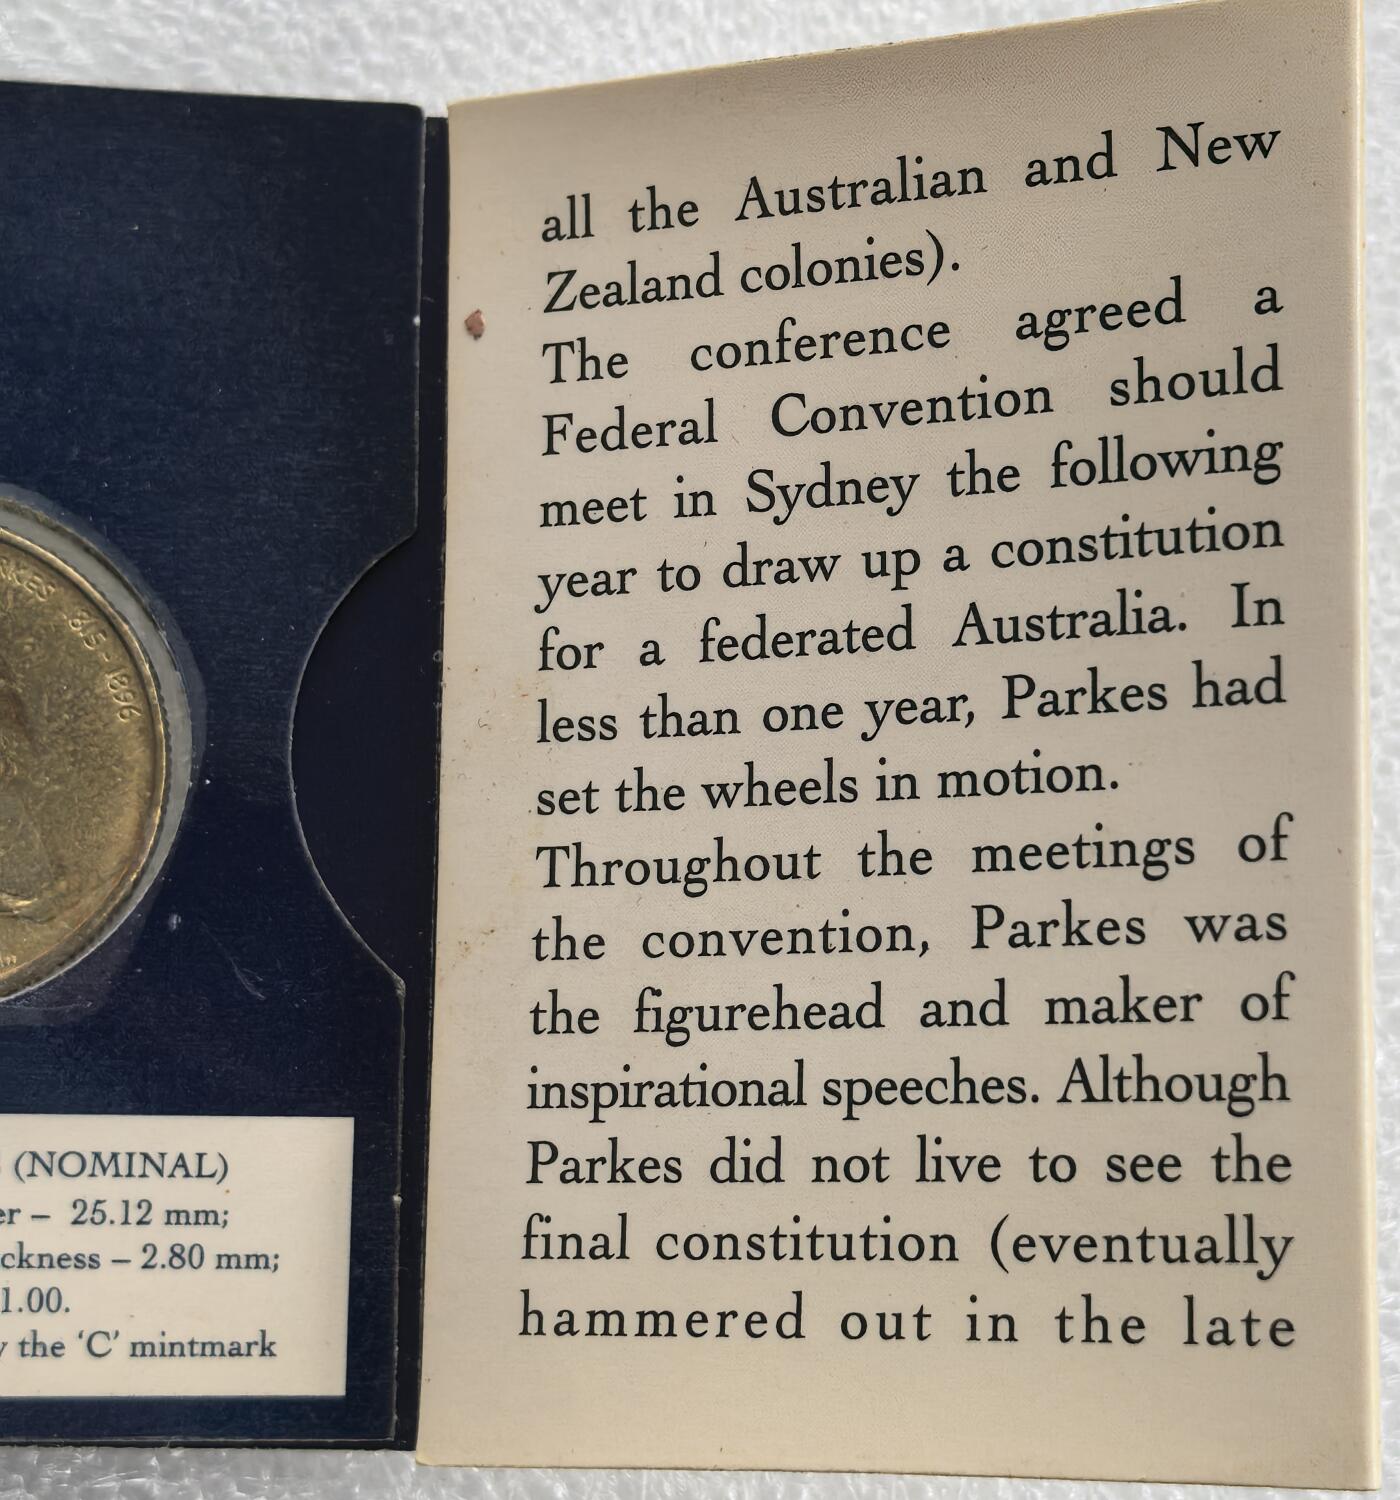 ARKES 1815-1896
(NOMINAL)
er – 25.12 mm;
ckness – 2.80 mm;
1.00.
y the ‘C’ mintmark
all the Australian and New
Zealand colonies).
The conference agreed a
Federal Convention should
meet in Sydney the following
year to draw up a constitution
for a federated Australia. In
less than one year, Parkes had
set the wheels in motion.
Throughout the meetings of
the convention, Parkes was
the figurehead and maker of
inspirational speeches. Although
Parkes did not live to see the
final constitution (eventually
hammered out in the late